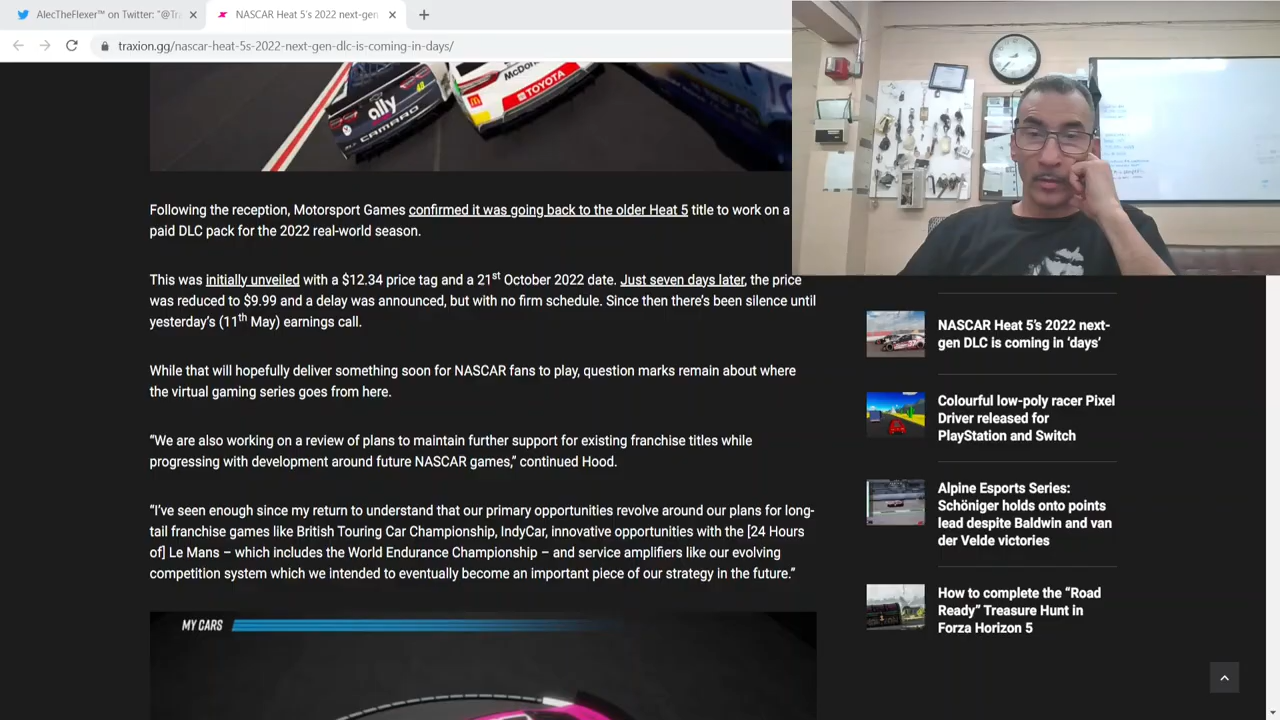 AlecTheFlexer™ on Twitter: "@Tra
NASCAR Heat 5's 2022 next-gen
traxion.gg/nascar-heat-5s-2022-next-gen-dlc-is-coming-in-days/
ally
48
CAMARO
McDon
TOYOTA
Following the reception, Motorsport Games confirmed it was going back to the older Heat 5 title to work on a
paid DLC pack for the 2022 real-world season.
This was initially unveiled with a $12.34 price tag and a 21st October 2022 date. Just seven days later, the price
was reduced to $9.99 and a delay was announced, but with no firm schedule. Since then there's been silence until
yesterday's (11th May) earnings call.
While that will hopefully deliver something soon for NASCAR fans to play, question marks remain about where
the virtual gaming series goes from here.
“We are also working on a review of plans to maintain further support for existing franchise titles while
progressing with development around future NASCAR games,” continued Hood.
“I've seen enough since my return to understand that our primary opportunities revolve around our plans for long-
tail franchise games like British Touring Car Championship, IndyCar, innovative opportunities with the [24 Hours
of] Le Mans – which includes the World Endurance Championship – and service amplifiers like our evolving
competition system which we intended to eventually become an important piece of our strategy in the future.”
MY CARS
NASCAR Heat 5's 2022 next-
gen DLC is coming in ‘days’
Colourful low-poly racer Pixel
Driver released for
PlayStation and Switch
Alpine Esports Series:
Schöniger holds onto points
lead despite Baldwin and van
der Velde victories
How to complete the “Road
Ready” Treasure Hunt in
Forza Horizon 5